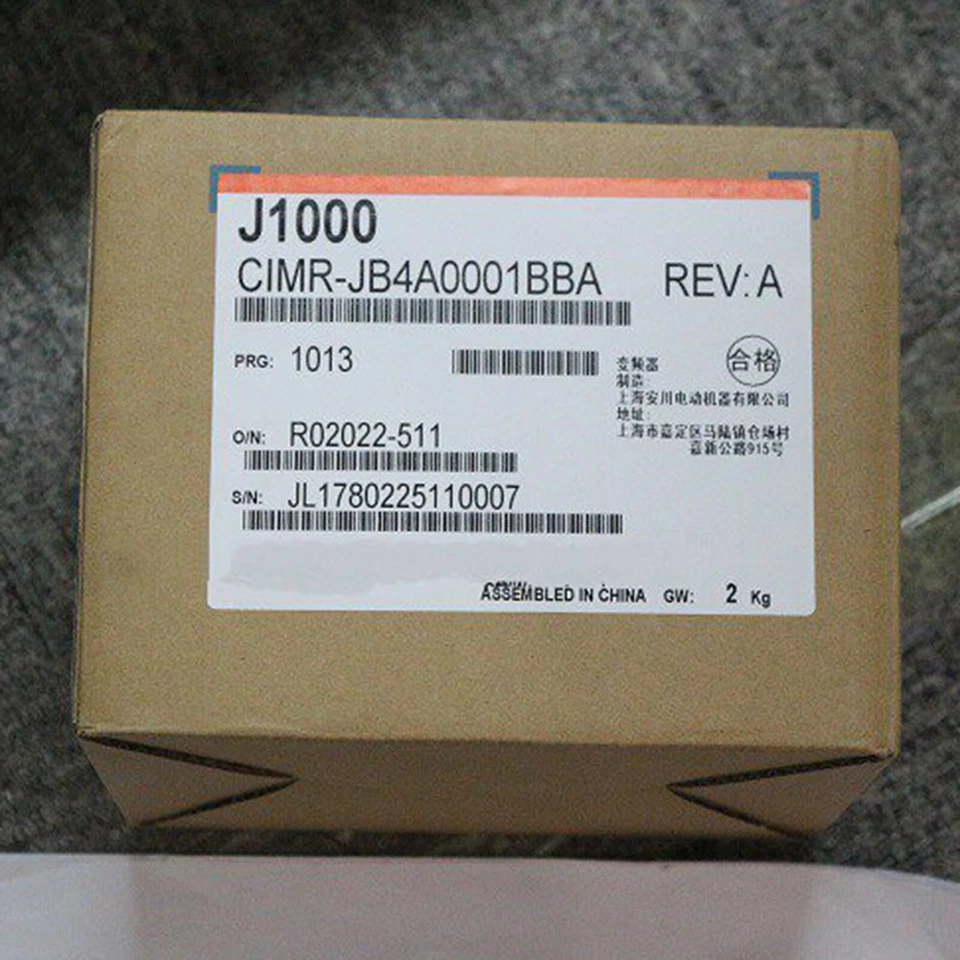 J1000
CIMR-JB4A0001BBA REV: A
PRG: 1013
合格
变频器
制造:
上海安川电动机器有限公司
地址:
上海市嘉定区马陆镇仓场村
嘉新公路915号
O/N: R02022-511
S/N: JL1780225110007
ASSEMBLED IN CHINA GW: 2 Kg